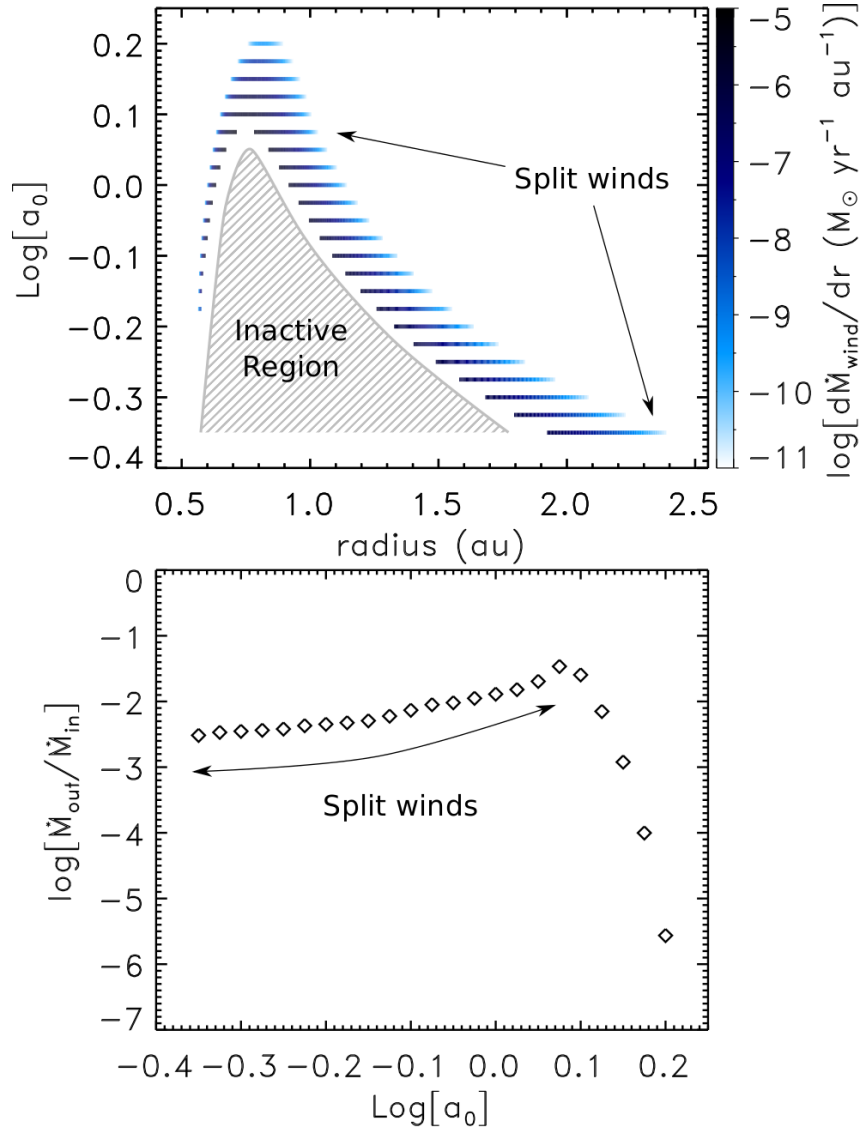 0.2
0.1
0.0
−0.1
−0.2
−0.3
−0.4
Log[a₀]
Split winds
Inactive
Region
0.5 1.0 1.5 2.0 2.5
radius (au)
−5
−6
−7
−8
−9
−10
−11
log[dṀwind/dr (M⊙ yr⁻¹ au⁻¹)]
0
−1
−2
−3
−4
−5
−6
−7
log[Ṁout/Ṁin]
Split winds
−0.4 −0.3 −0.2 −0.1 0.0 0.1 0.2
Log[a₀]